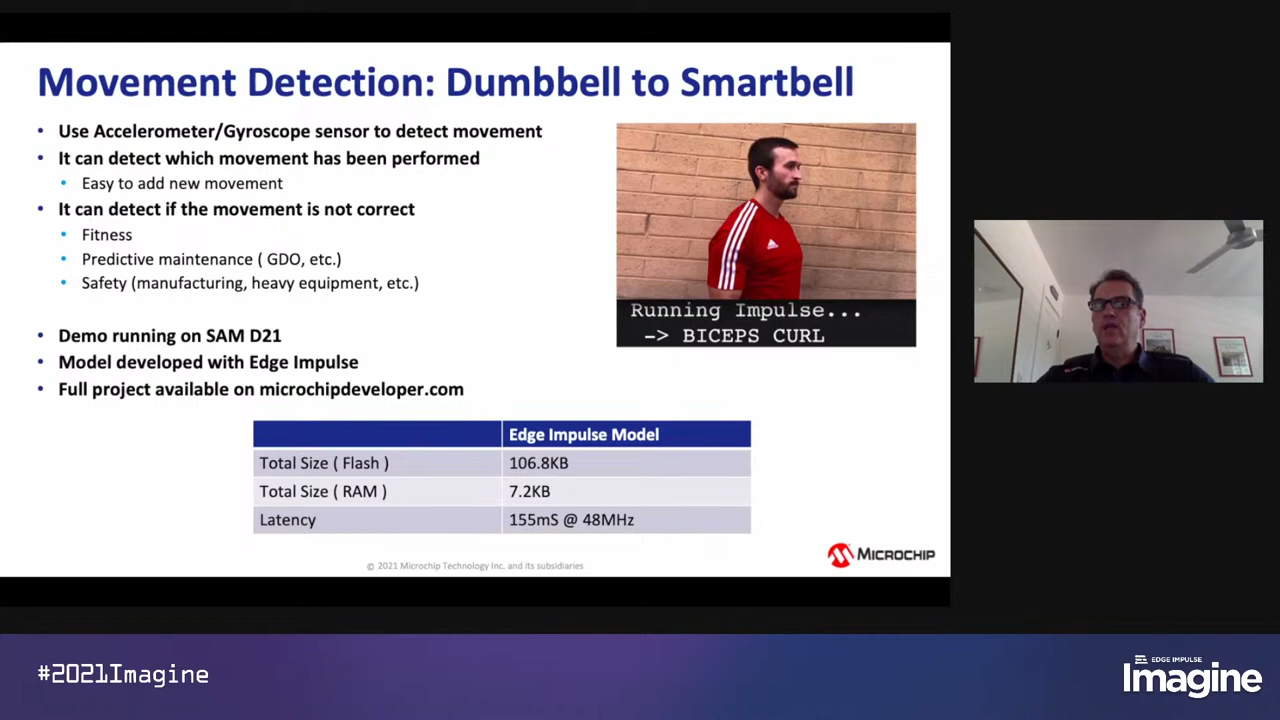 Movement Detection: Dumbbell to Smartbell
• Use Accelerometer/Gyroscope sensor to detect movement
• It can detect which movement has been performed
• Easy to add new movement
• It can detect if the movement is not correct
• Fitness
• Predictive maintenance ( GDO, etc.)
• Safety (manufacturing, heavy equipment, etc.)
• Demo running on SAM D21
• Model developed with Edge Impulse
• Full project available on microchipdeveloper.com
Running Impulse...
-> BICEPS CURL
Edge Impulse Model
Total Size ( Flash ) 106.8KB
Total Size ( RAM ) 7.2KB
Latency 155mS @ 48MHz
© 2021 Microchip Technology Inc. and its subsidiaries
MICROCHIP
#2021Imagine
EDGE IMPULSE
Imagine